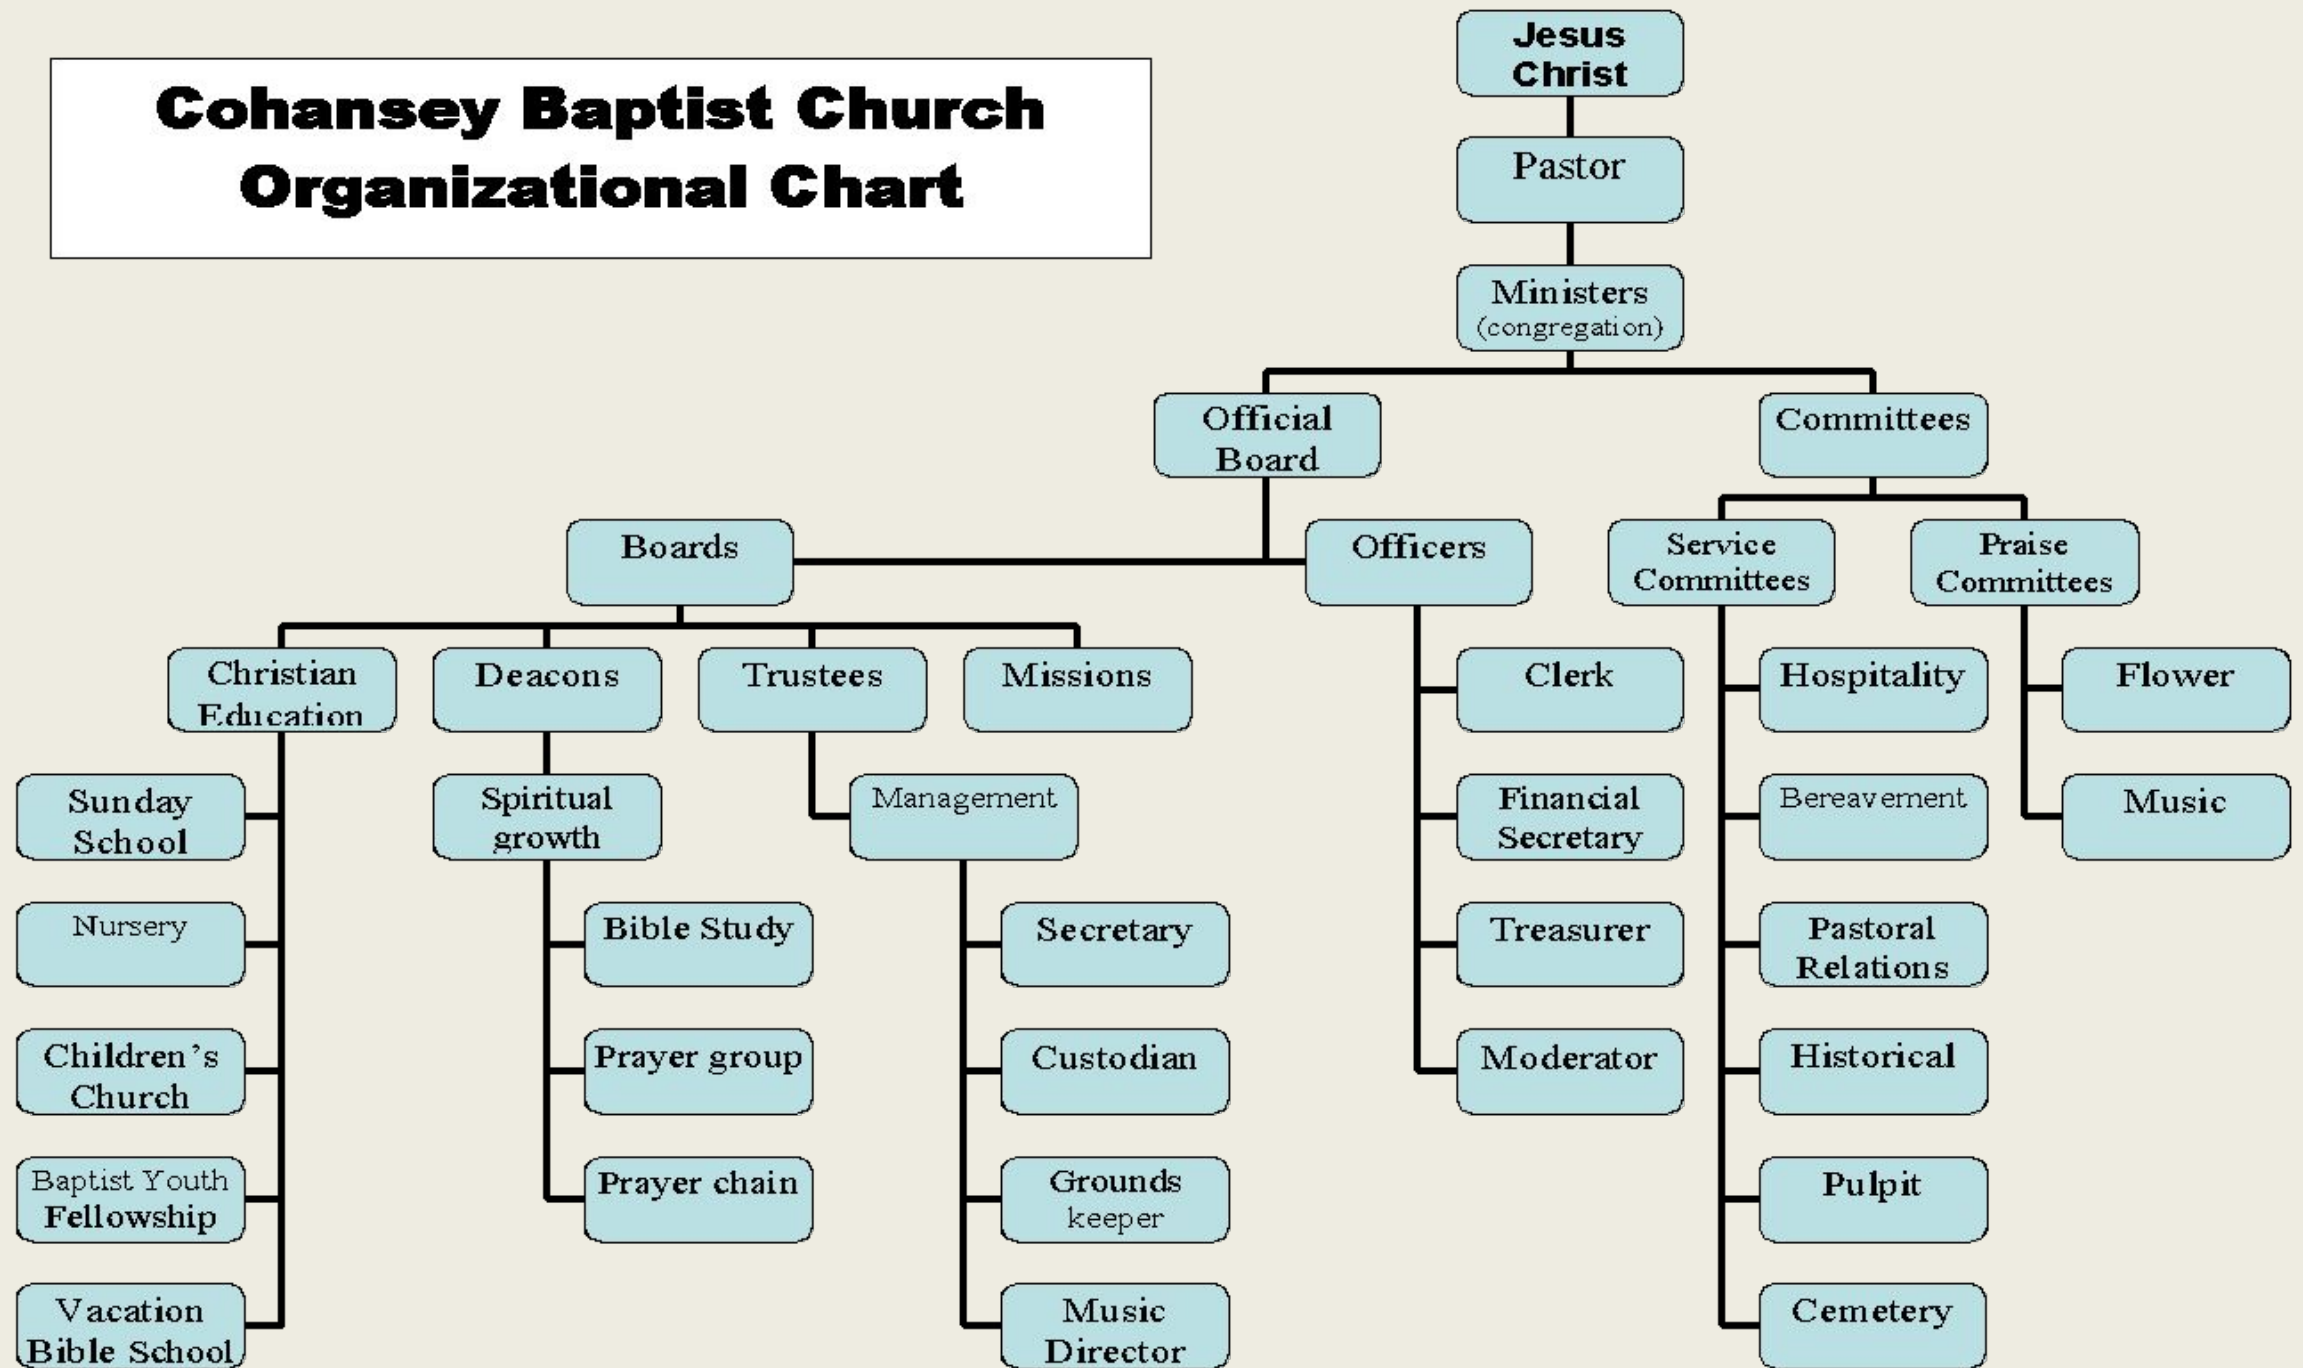 Cohansey Baptist Church
Organizational Chart
Jesus
Christ
Pastor
Ministers
(congregation)
Official
Board
Committees
Boards
Officers
Service
Committees
Praise
Committees
Christian
Education
Deacons
Trustees
Missions
Clerk
Hospitality
Flower
Sunday
School
Spiritual
growth
Management
Financial
Secretary
Bereavement
Music
Nursery
Bible Study
Secretary
Treasurer
Pastoral
Relations
Children’s
Church
Prayer group
Custodian
Moderator
Historical
Baptist Youth
Fellowship
Prayer chain
Grounds
keeper
Pulpit
Vacation
Bible School
Music
Director
Cemetery